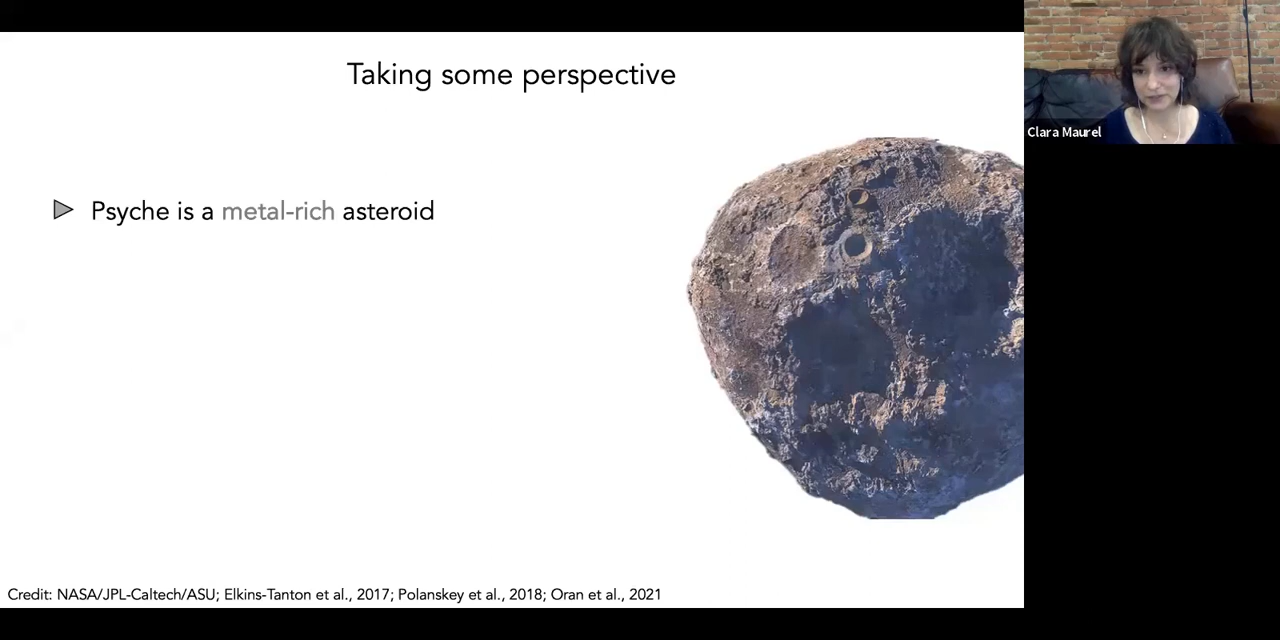 Taking some perspective
Psyche is a metal-rich asteroid
Clara Maurel
Credit: NASA/JPL-Caltech/ASU; Elkins-Tanton et al., 2017; Polanskey et al., 2018; Oran et al., 2021